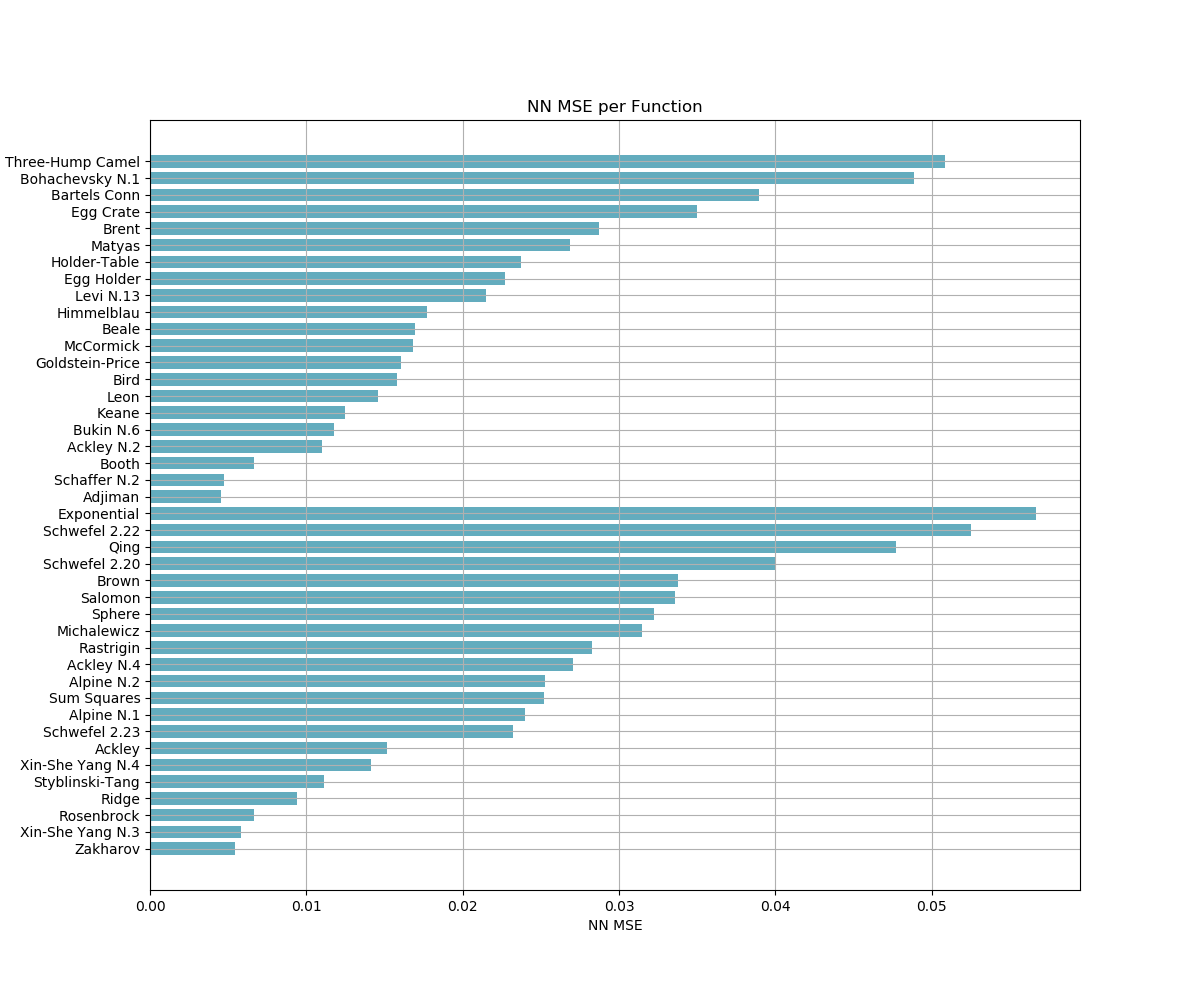 NN MSE per Function
Three-Hump Camel
Bohachevsky N.1
Bartels Conn
Egg Crate
Brent
Matyas
Holder-Table
Egg Holder
Levi N.13
Himmelblau
Beale
McCormick
Goldstein-Price
Bird
Leon
Keane
Bukin N.6
Ackley N.2
Booth
Schaffer N.2
Adjiman
Exponential
Schwefel 2.22
Qing
Schwefel 2.20
Brown
Salomon
Sphere
Michalewicz
Rastrigin
Ackley N.4
Alpine N.2
Sum Squares
Alpine N.1
Schwefel 2.23
Ackley
Xin-She Yang N.4
Styblinski-Tang
Ridge
Rosenbrock
Xin-She Yang N.3
Zakharov
0.00 0.01 0.02 0.03 0.04 0.05
NN MSE